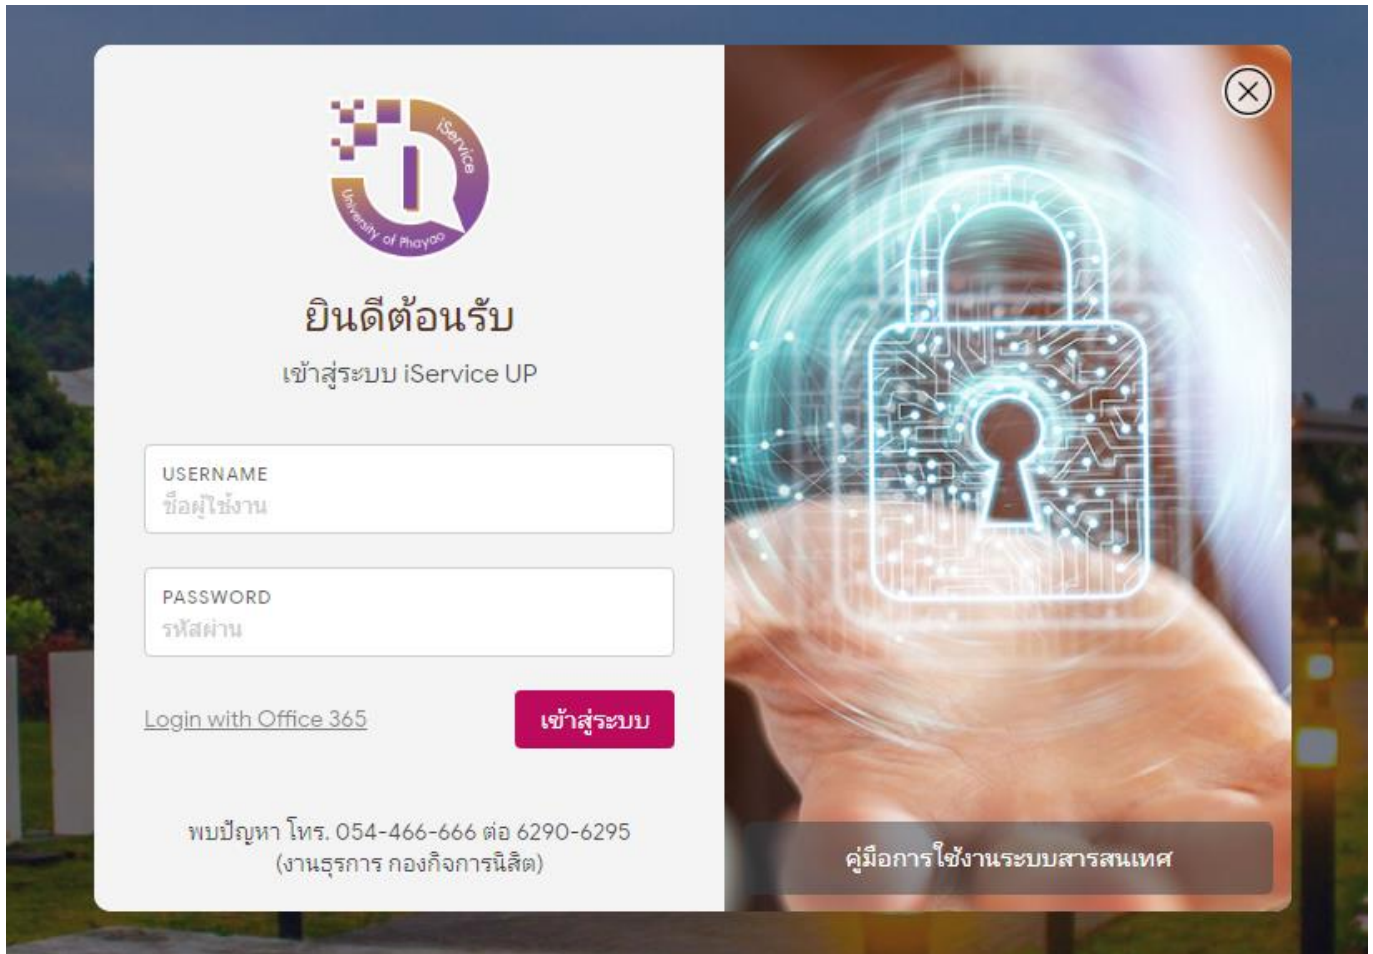 iService
University of Phayao
ยินดีต้อนรับ
เข้าสู่ระบบ iService UP
USERNAME
ชื่อผู้ใช้งาน
PASSWORD
รหัสผ่าน
Login with Office 365
เข้าสู่ระบบ
พบปัญหา โทร. 054-466-666 ต่อ 6290-6295
(งานธุรการ กองกิจการนิสิต)
คู่มือการใช้งานระบบสารสนเทศ